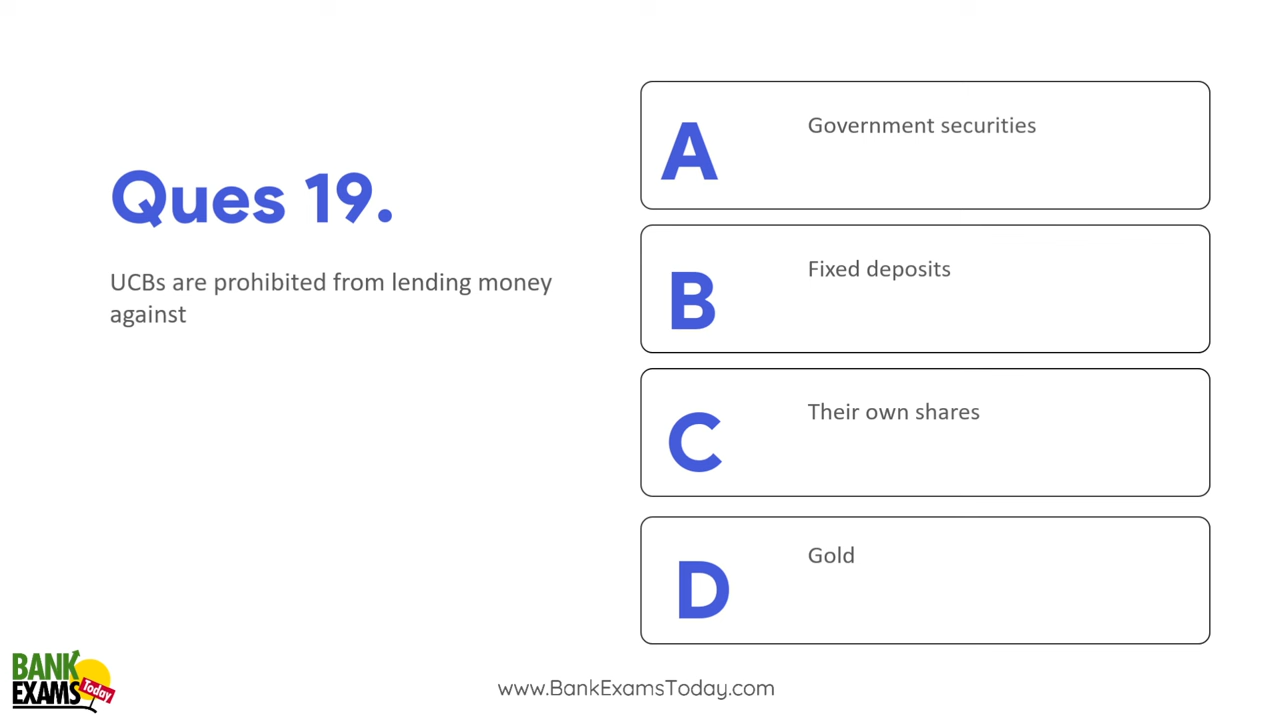 Ques 19.
UCBs are prohibited from lending money
against
A
Government securities
B
Fixed deposits
C
Their own shares
D
Gold
BANK
EXAMS
Today
www.BankExamsToday.com